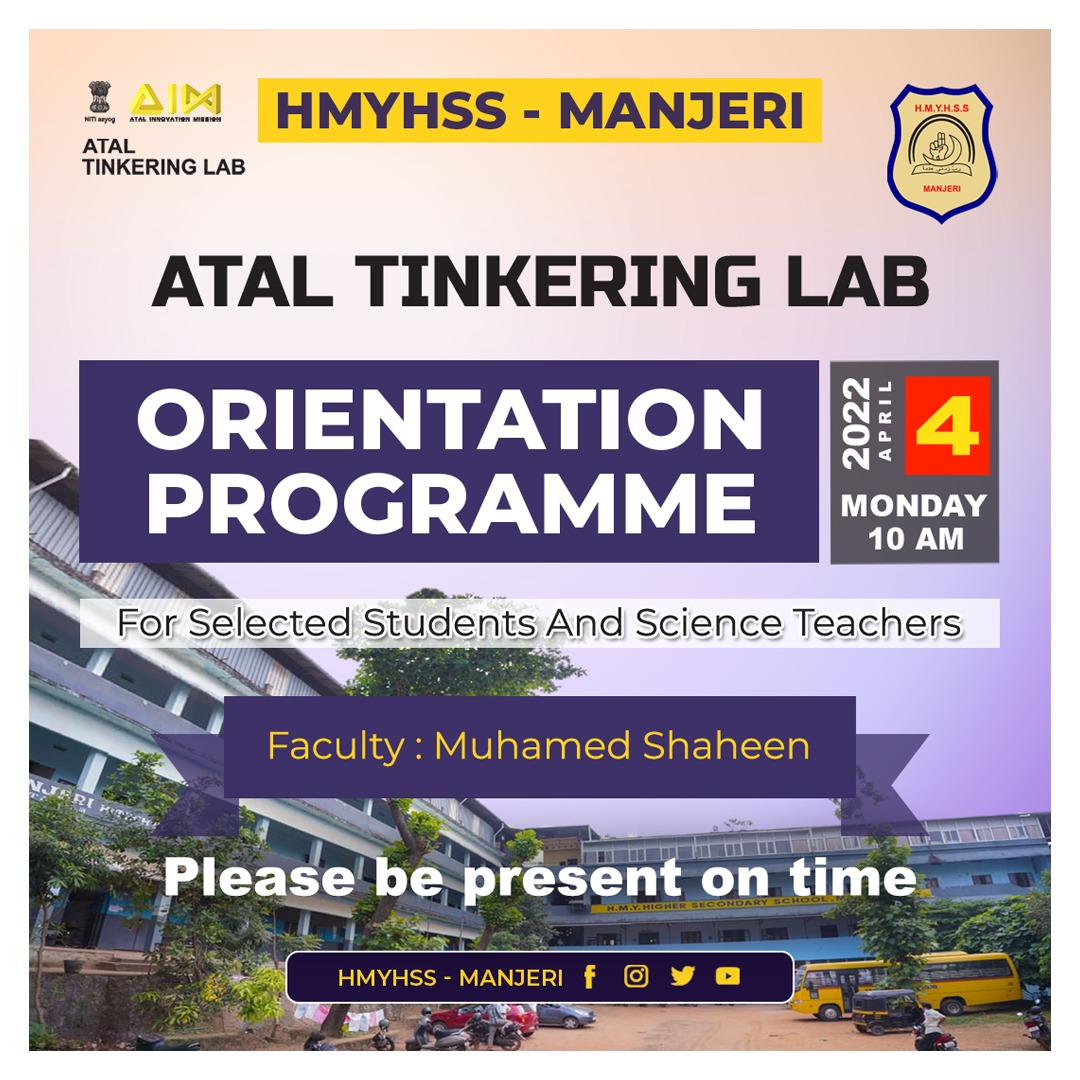 NITI aayog
AIM
ATAL INNOVATION MISSION
ATAL
TINKERING LAB
HMYHSS - MANJERI
H.M.Y.H.S.S
MANJERI
ATAL TINKERING LAB
ORIENTATION
PROGRAMME
2022
APRIL
4
MONDAY
10 AM
For Selected Students And Science Teachers
Faculty : Muhamed Shaheen
Please be present on time
H.M.Y.HIGHER SECONDARY SCHOOL
HMYHSS - MANJERI